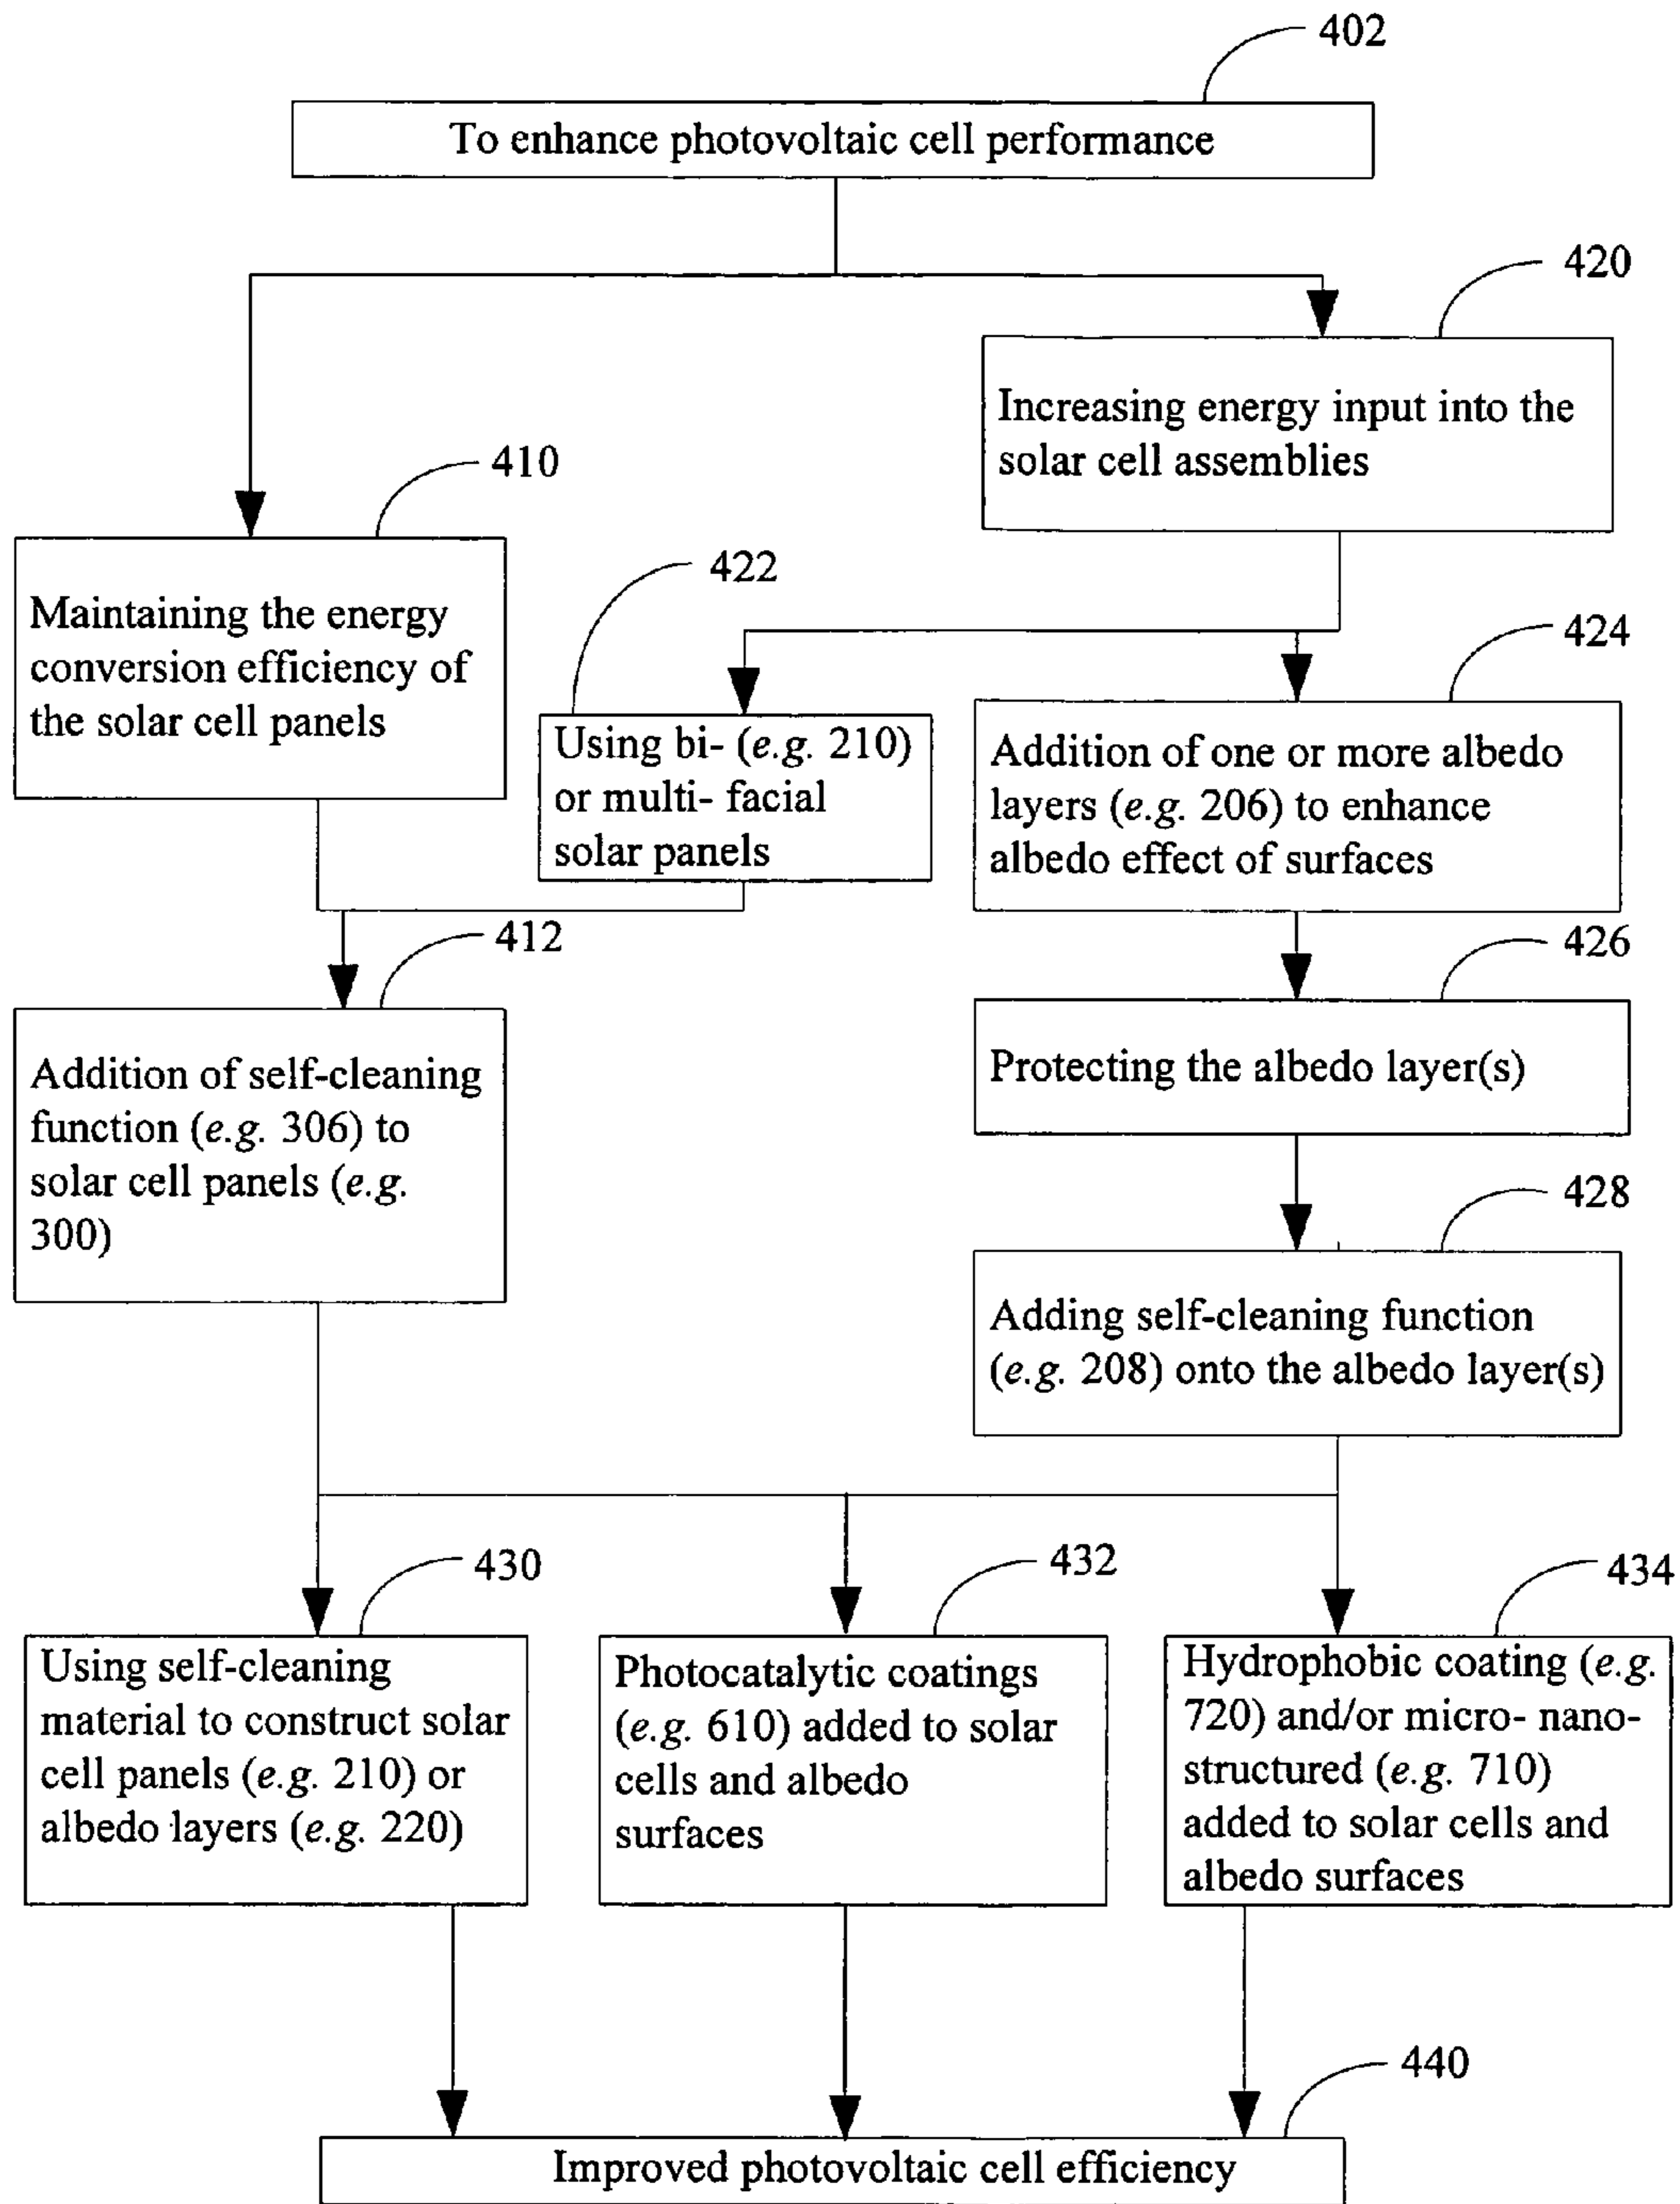 402
To enhance photovoltaic cell performance
420
Increasing energy input into the
solar cell assemblies
410
Maintaining the energy
conversion efficiency of
the solar cell panels
422
Using bi- (e.g. 210)
or multi- facial
solar panels
424
Addition of one or more albedo
layers (e.g. 206) to enhance
albedo effect of surfaces
412
Addition of self-cleaning
function (e.g. 306) to
solar cell panels (e.g.
300)
426
Protecting the albedo layer(s)
428
Adding self-cleaning function
(e.g. 208) onto the albedo layer(s)
430
Using self-cleaning
material to construct solar
cell panels (e.g. 210) or
albedo layers (e.g. 220)
432
Photocatalytic coatings
(e.g. 610) added to solar
cells and albedo
surfaces
434
Hydrophobic coating (e.g.
720) and/or micro- nano-
structured (e.g. 710)
added to solar cells and
albedo surfaces
440
Improved photovoltaic cell efficiency